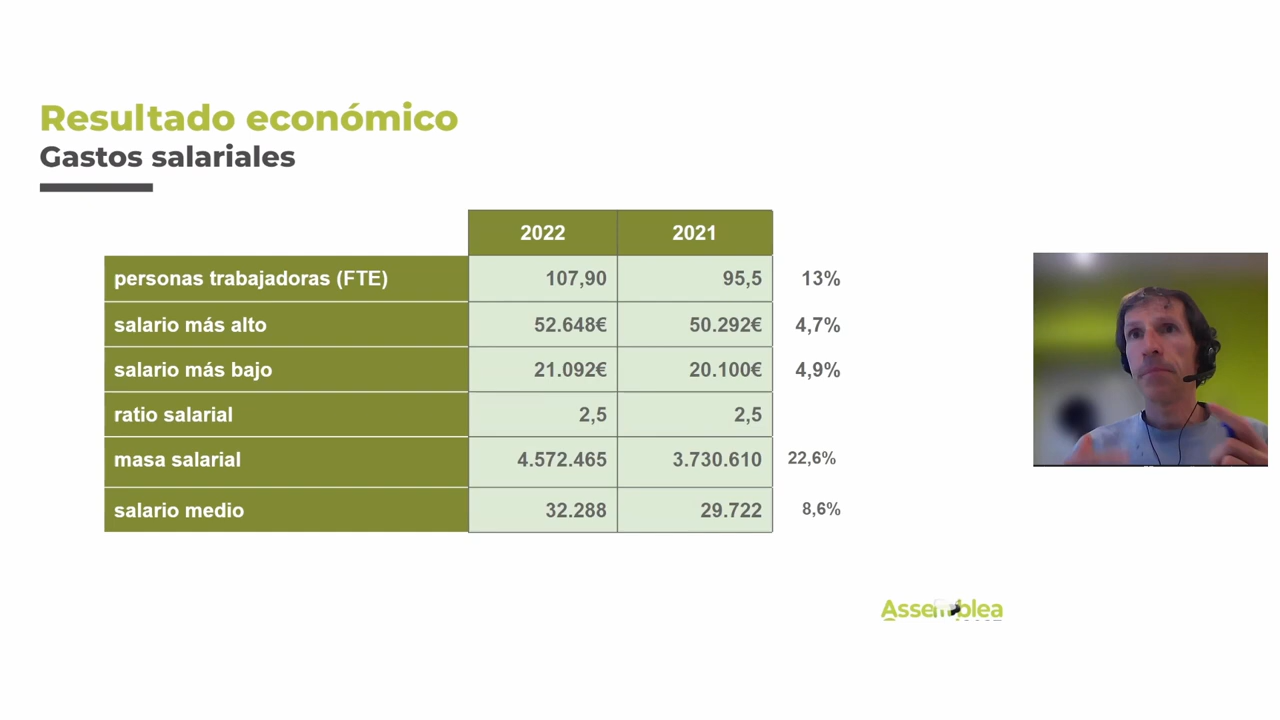 Resultado económico
Gastos salariales
2022 2021
personas trabajadoras (FTE) 107,90 95,5 13%
salario más alto 52.648€ 50.292€ 4,7%
salario más bajo 21.092€ 20.100€ 4,9%
ratio salarial 2,5 2,5
masa salarial 4.572.465 3.730.610 22,6%
salario medio 32.288 29.722 8,6%
Assemblea